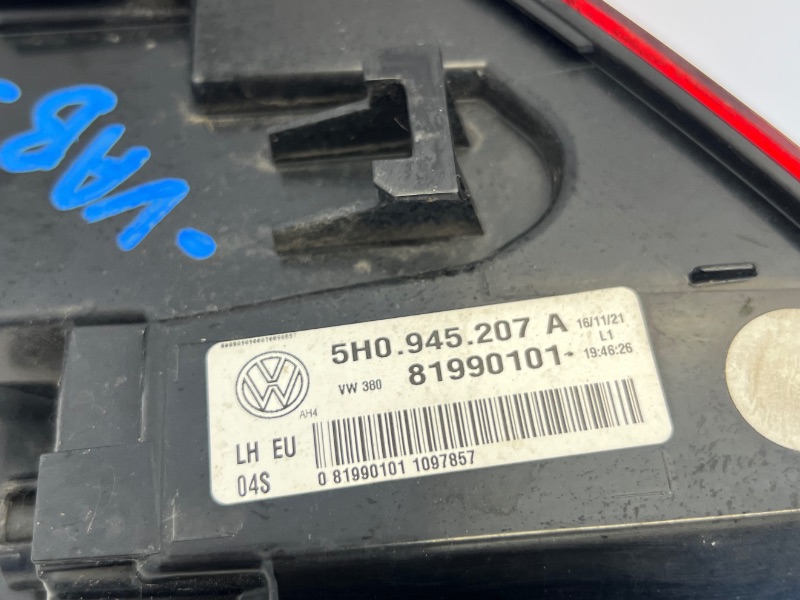 -VAB-
5H0.945.207 A
16/11/21
L1
VW 380
81990101-
19:46:26
AH4
LH EU
04S
0 81990101 1097857